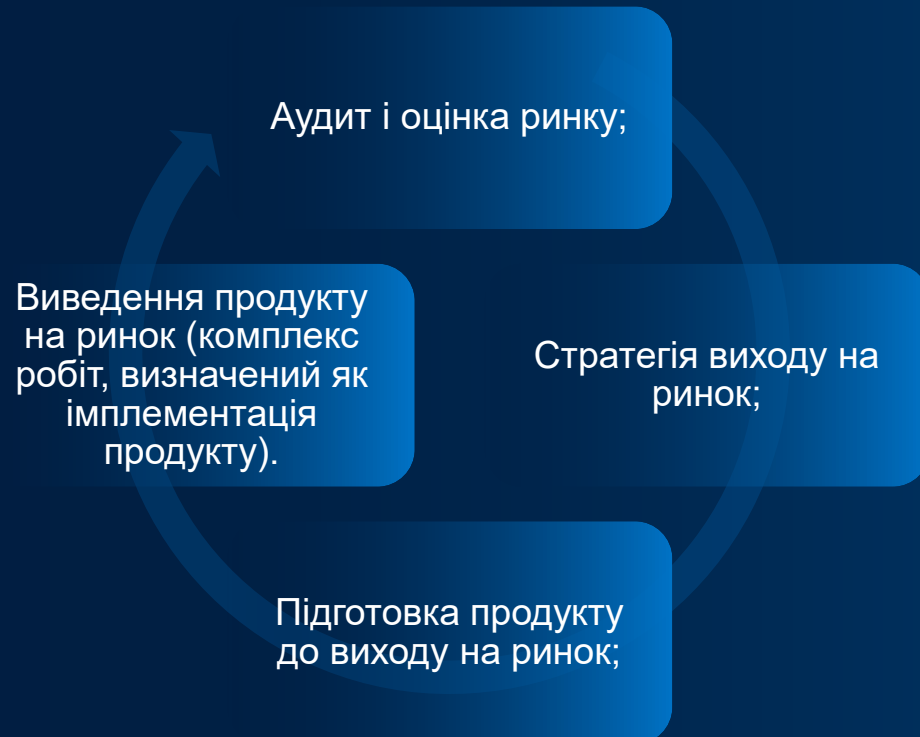 Аудит і оцінка ринку;
Стратегія виходу на
ринок;
Підготовка продукту
до виходу на ринок;
Виведення продукту
на ринок (комплекс
робіт, визначений як
імплементація
продукту).